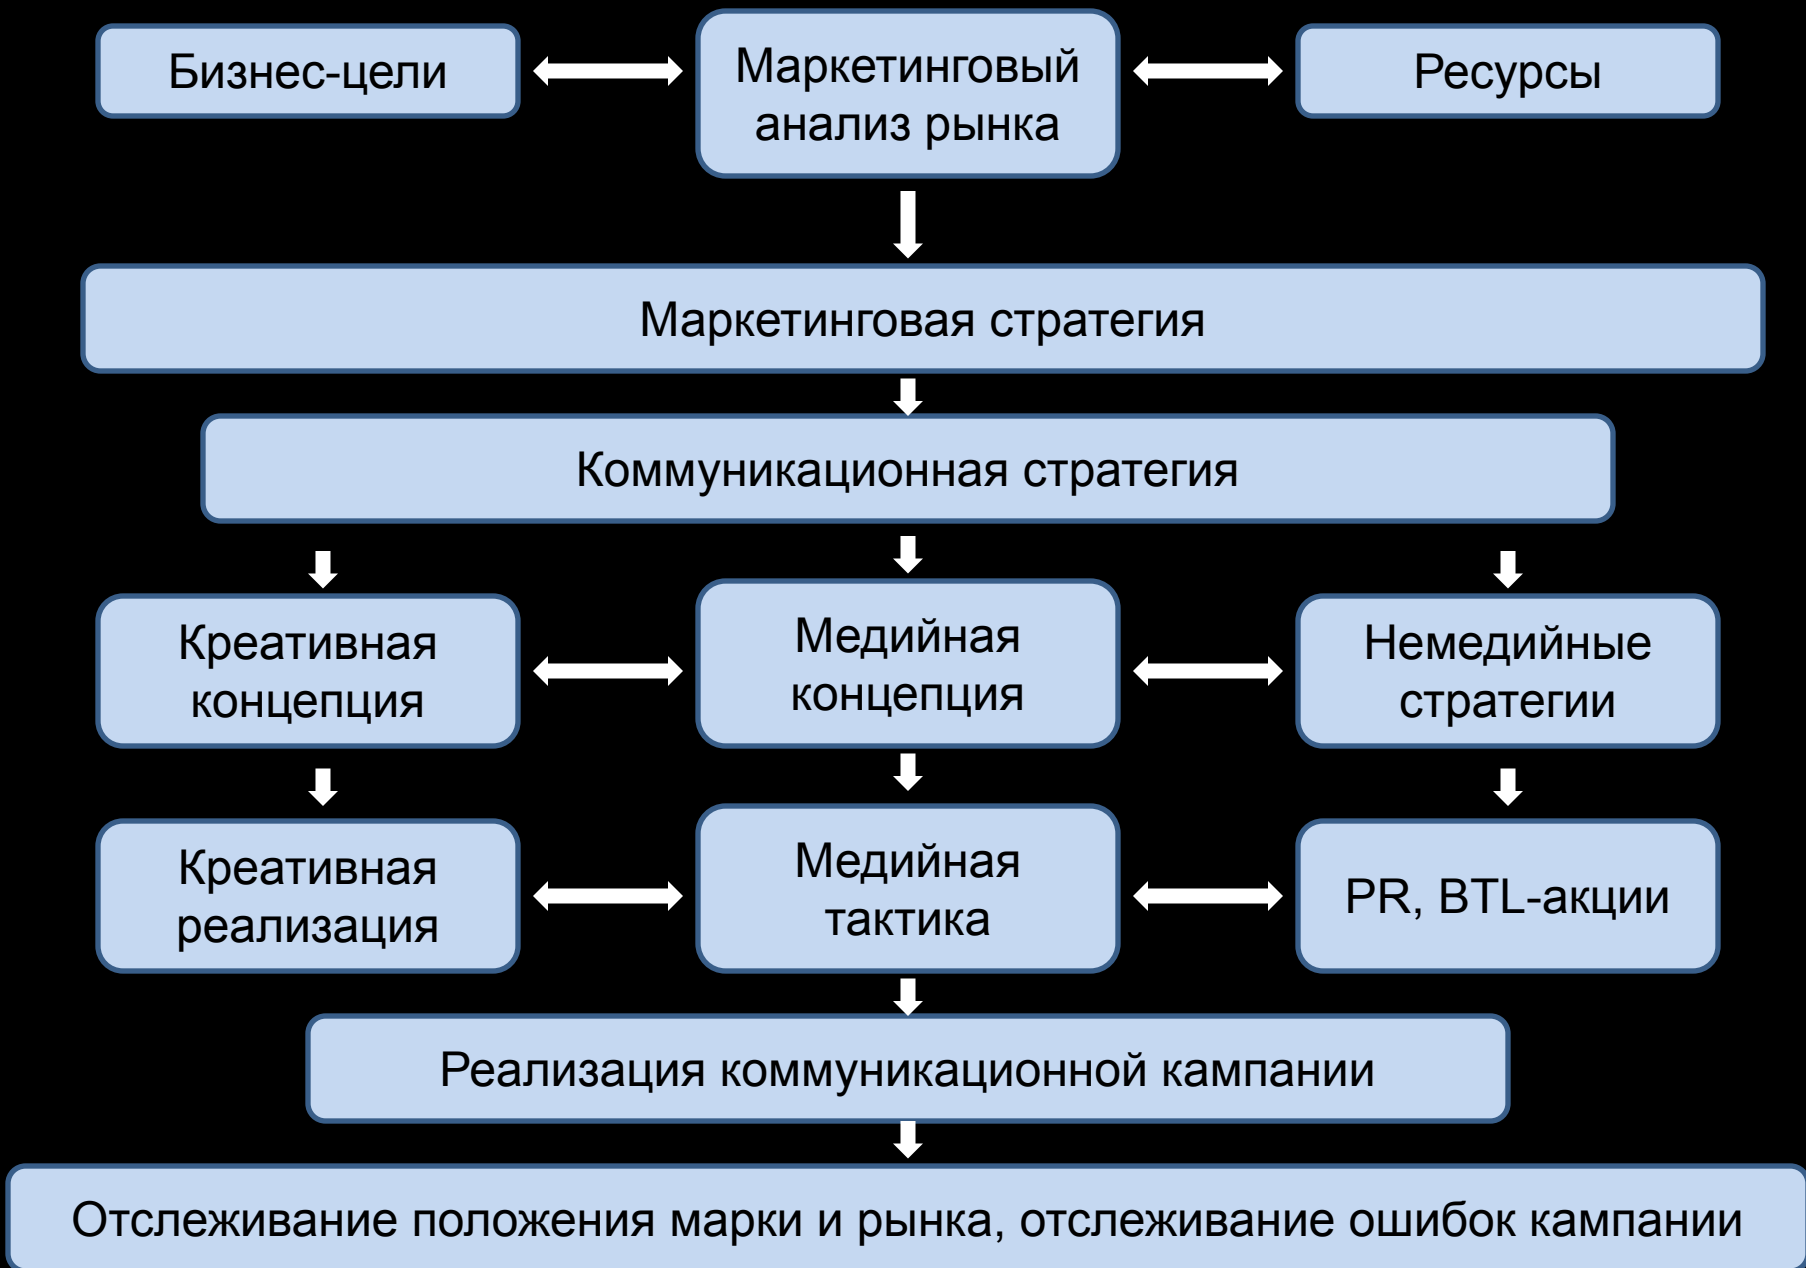 Бизнес-цели
Маркетинговый
анализ рынка
Ресурсы
Маркетинговая стратегия
Коммуникационная стратегия
Креативная
концепция
Медийная
концепция
Немедийные
стратегии
Креативная
реализация
Медийная
тактика
PR, BTL-акции
Реализация коммуникационной кампании
Отслеживание положения марки и рынка, отслеживание ошибок кампании